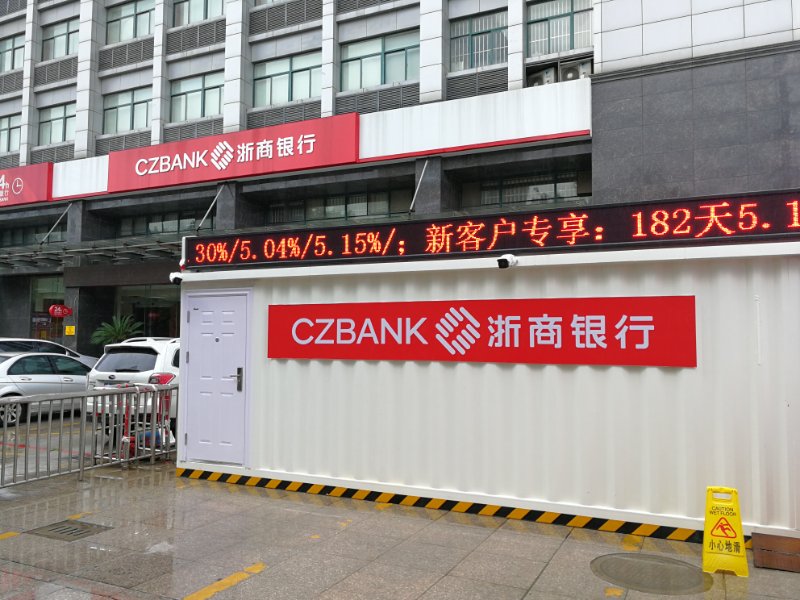 CZBANK 浙商银行
30%/5.04%/5.15%/；新客户专享：182天5.1
CZBANK 浙商银行
CAUTION
WET FLOOR
小心地滑